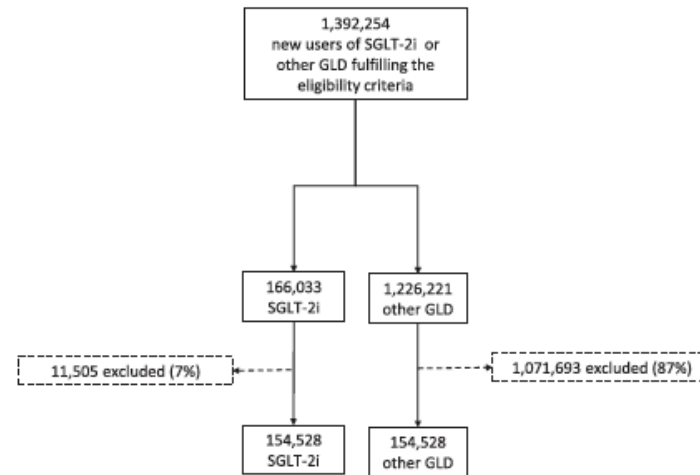 1,392,254
new users of SGLT-2i or
other GLD fulfilling the
eligibility criteria
166,033
SGLT-2i
1,226,221
other GLD
11,505 excluded (7%)
1,071,693 excluded (87%)
154,528
SGLT-2i
154,528
other GLD